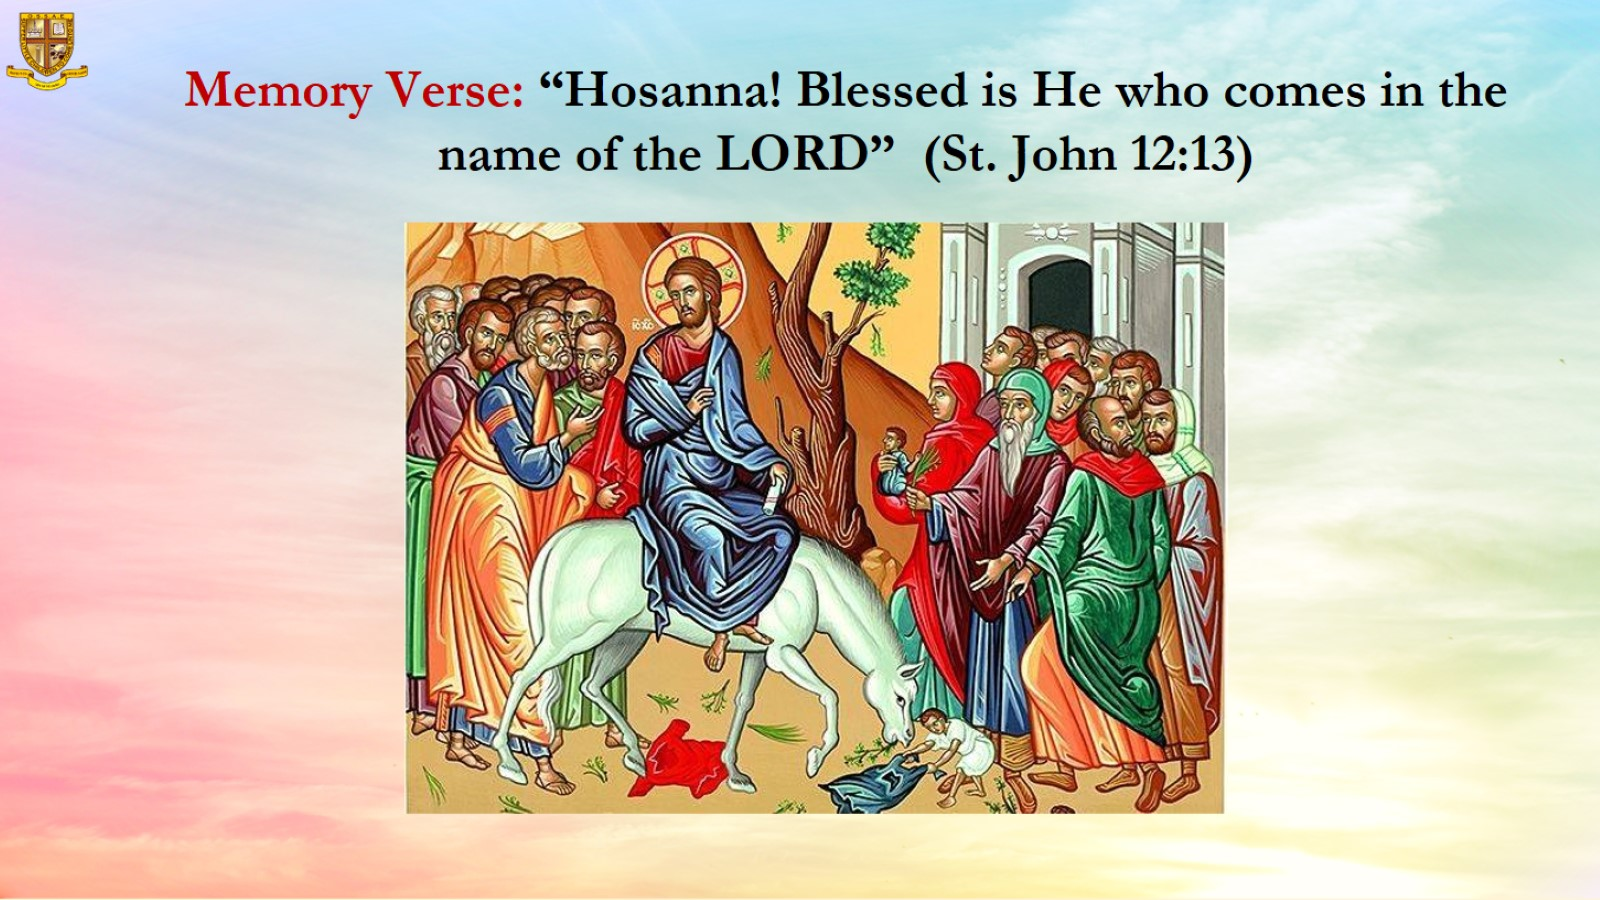 Memory Verse: “Hosanna! Blessed is He who comes in the
name of the LORD”  (St. John 12:13)